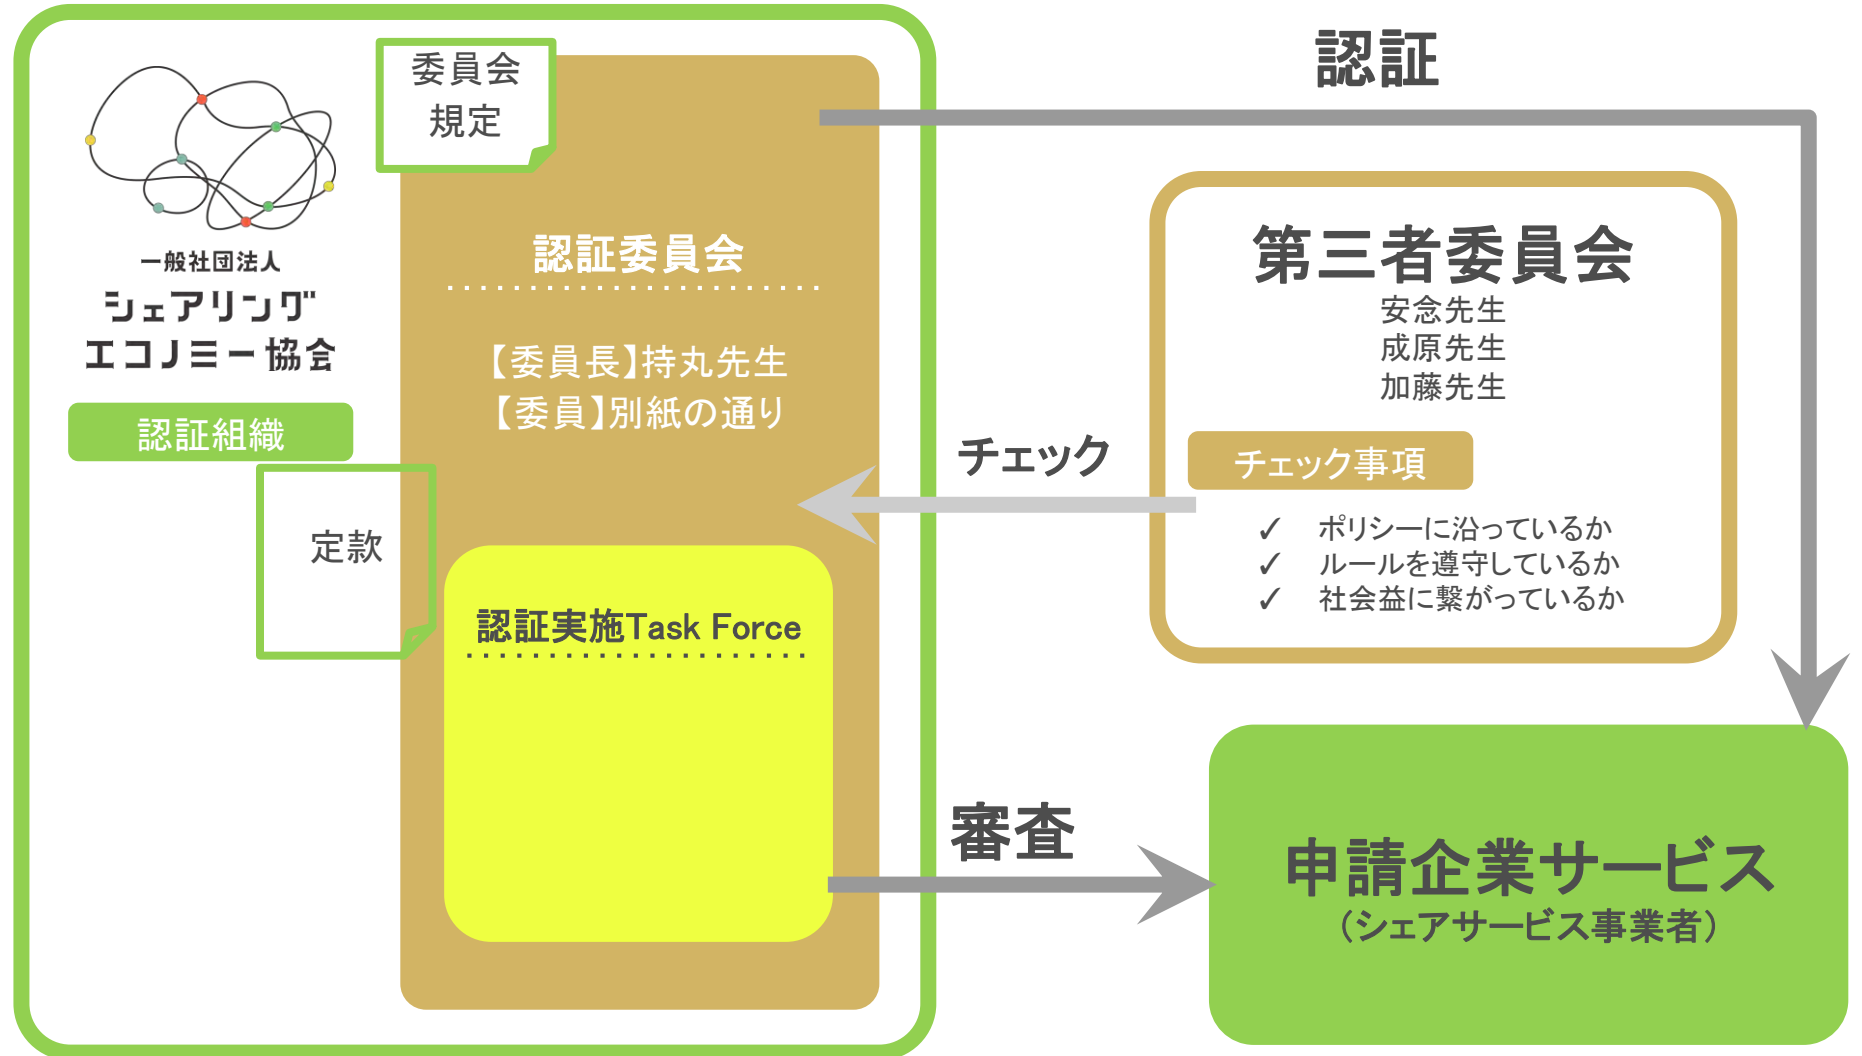 一般社団法人
シェアリング
エコノミー協会
認証組織
定款
委員会
規定
認証委員会
【委員長】持丸先生
【委員】別紙の通り
認証実施Task Force
認証
第三者委員会
安念先生
成原先生
加藤先生
チェック
チェック事項
✓ ポリシーに沿っているか
✓ ルールを遵守しているか
✓ 社会益に繋がっているか
審査
申請企業サービス
（シェアサービス事業者）